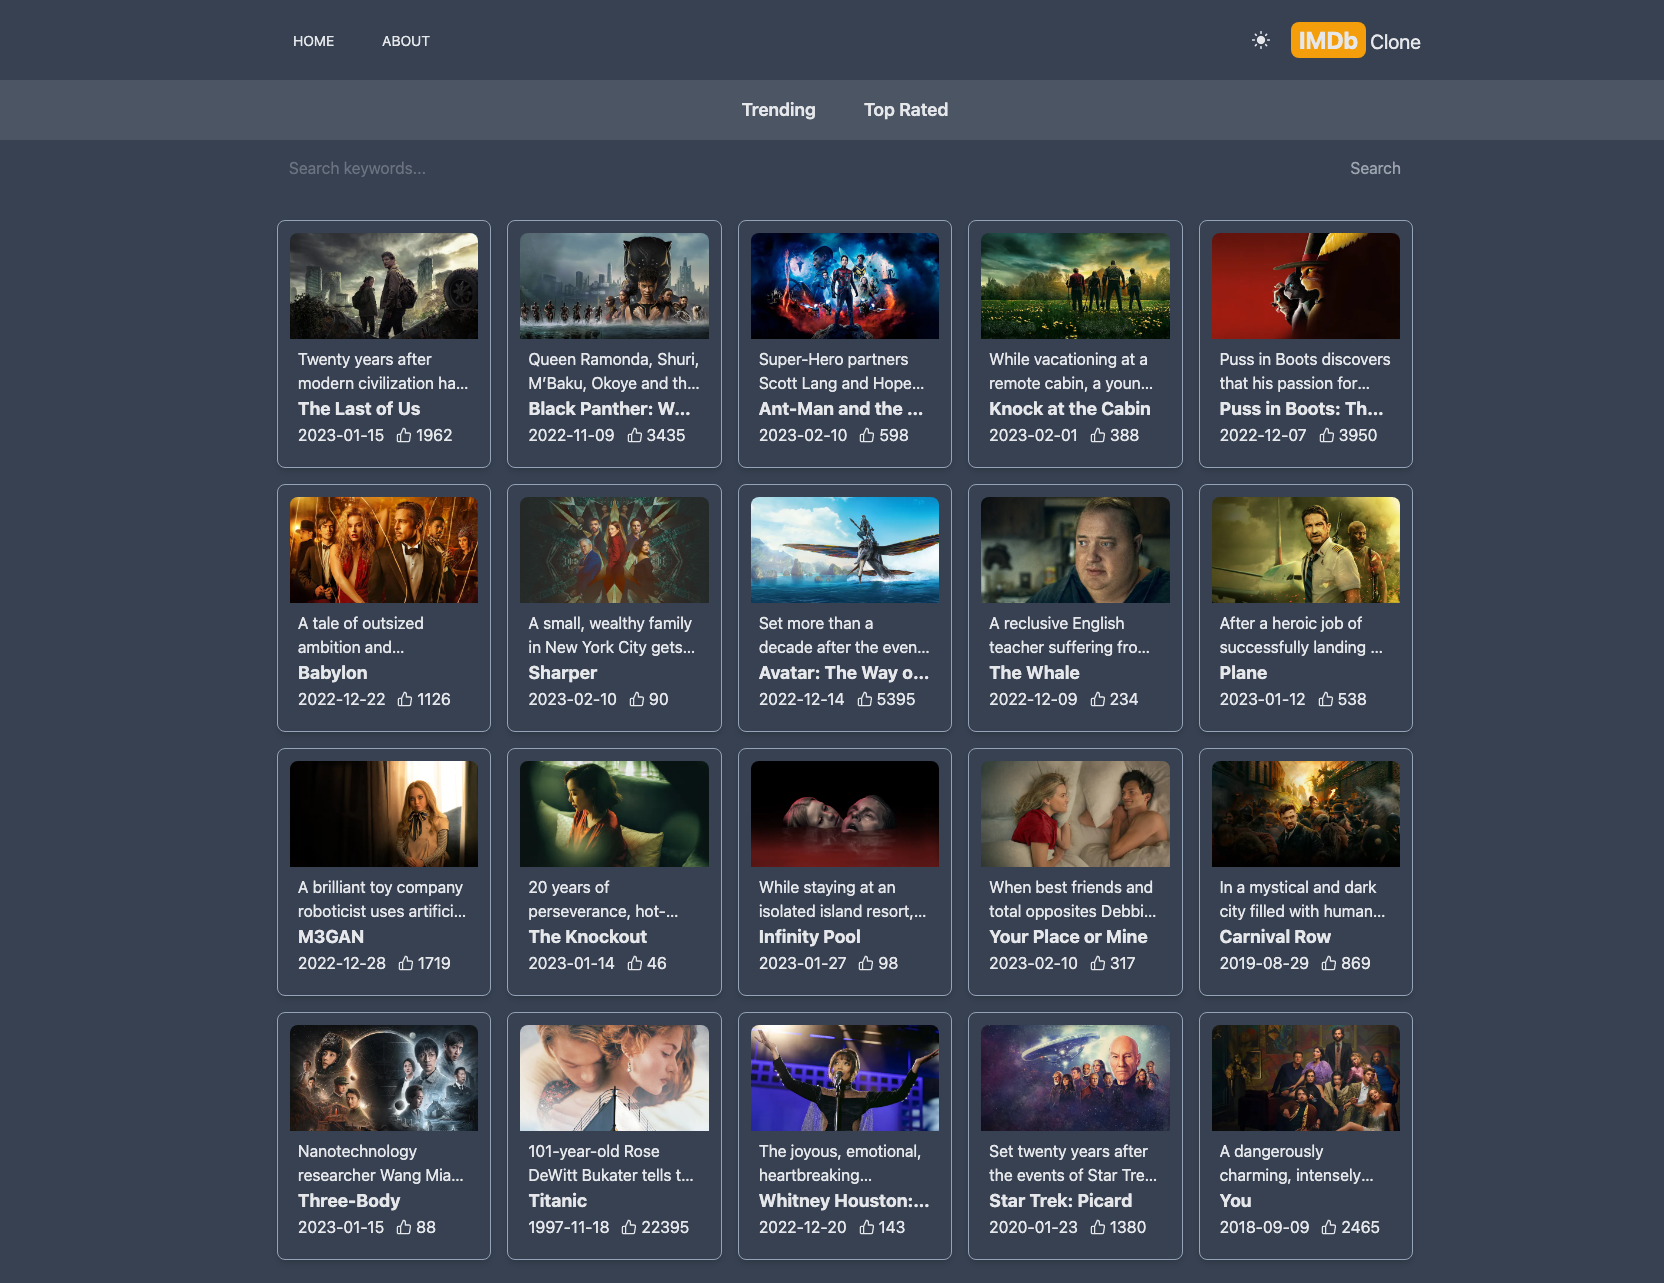 HOME ABOUT IMDb Clone
Trending Top Rated
Search keywords... Search
Twenty years after
modern civilization ha...
The Last of Us
2023-01-15 1962
Queen Ramonda, Shuri,
M’Baku, Okoye and th...
Black Panther: W...
2022-11-09 3435
Super-Hero partners
Scott Lang and Hope...
Ant-Man and the ...
2023-02-10 598
While vacationing at a
remote cabin, a youn...
Knock at the Cabin
2023-02-01 388
Puss in Boots discovers
that his passion for...
Puss in Boots: Th...
2022-12-07 3950
A tale of outsized
ambition and...
Babylon
2022-12-22 1126
A small, wealthy family
in New York City gets...
Sharper
2023-02-10 90
Set more than a
decade after the even...
Avatar: The Way o...
2022-12-14 5395
A reclusive English
teacher suffering fro...
The Whale
2022-12-09 234
After a heroic job of
successfully landing ...
Plane
2023-01-12 538
A brilliant toy company
roboticist uses artifici...
M3GAN
2022-12-28 1719
20 years of
perseverance, hot-...
The Knockout
2023-01-14 46
While staying at an
isolated island resort,...
Infinity Pool
2023-01-27 98
When best friends and
total opposites Debbi...
Your Place or Mine
2023-02-10 317
In a mystical and dark
city filled with human...
Carnival Row
2019-08-29 869
Nanotechnology
researcher Wang Mia...
Three-Body
2023-01-15 88
101-year-old Rose
DeWitt Bukater tells t...
Titanic
1997-11-18 22395
The joyous, emotional,
heartbreaking...
Whitney Houston:...
2022-12-20 143
Set twenty years after
the events of Star Tre...
Star Trek: Picard
2020-01-23 1380
A dangerously
charming, intensely...
You
2018-09-09 2465